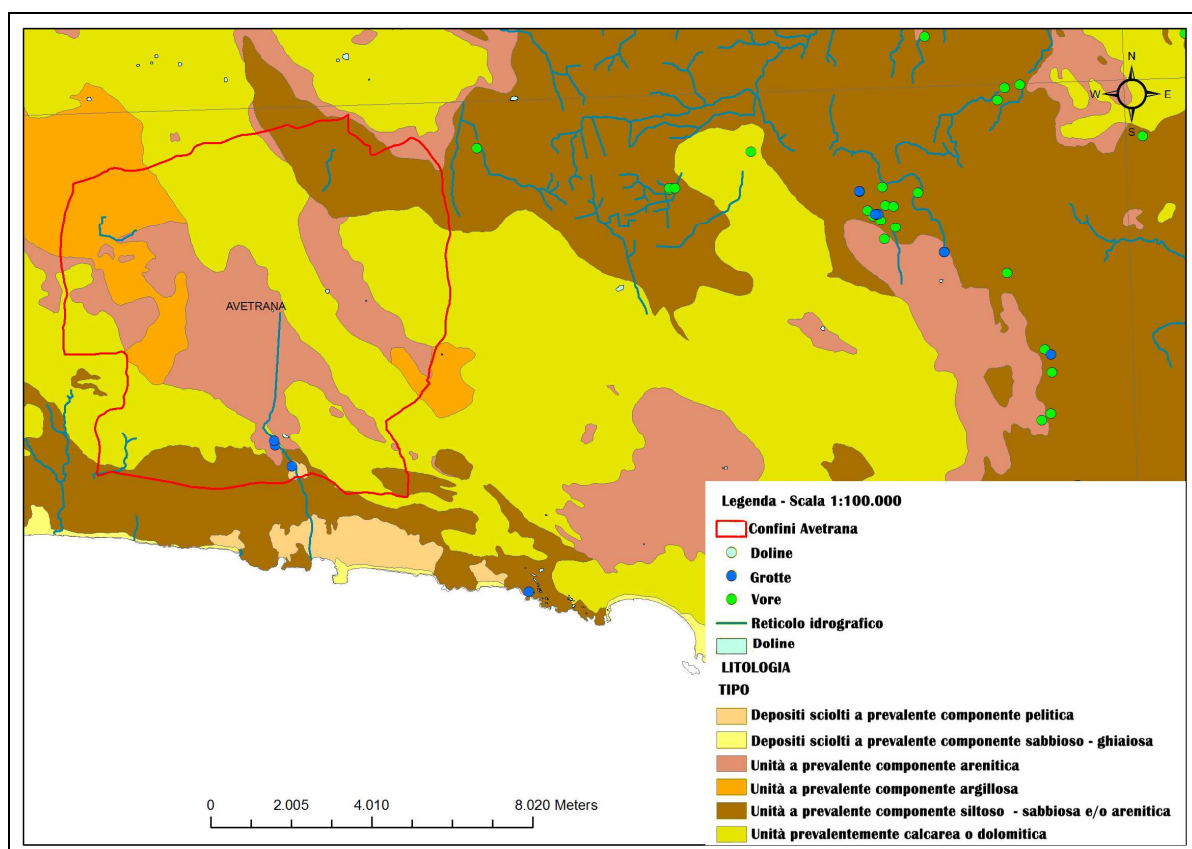 N
W
E
S
AVETRANA
Legenda - Scala 1:100.000
Confini Avetrana
Doline
Grotte
Vore
Reticolo idrografico
Doline
LITOLOGIA
TIPO
Depositi sciolti a prevalente componente pelitica
Depositi sciolti a prevalente componente sabbioso - ghiaiosa
Unità a prevalente componente arenitica
Unità a prevalente componente argillosa
Unità a prevalente componente siltoso - sabbiosa e/o arenitica
Unità prevalentemente calcarea o dolomitica
0 2.005 4.010 8.020 Meters